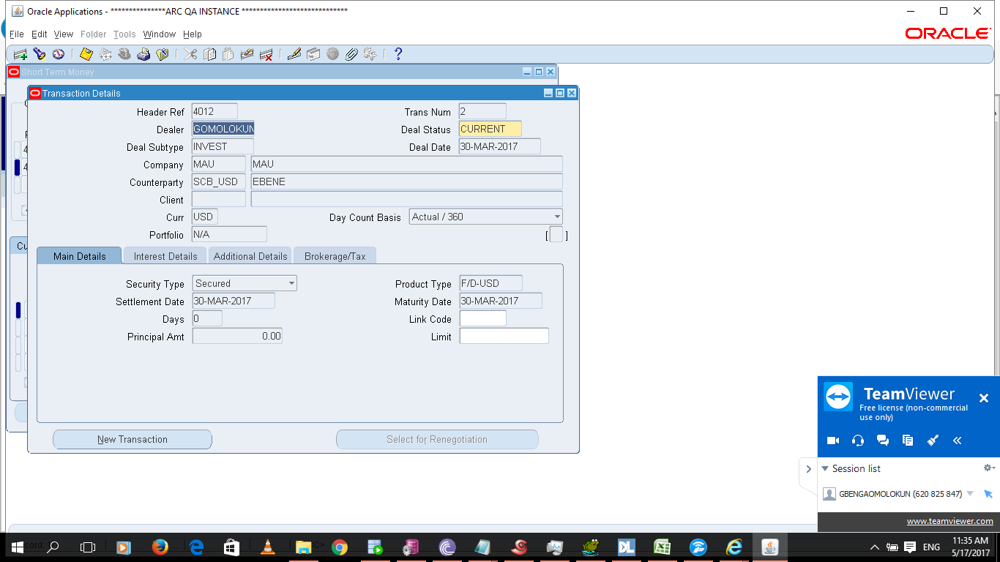 Oracle Applications - ***************ARC QA INSTANCE *****************************
File Edit View Folder Tools Window Help
ORACLE
Short Term Money
Transaction Details
Header Ref 4012 Trans Num 2
Dealer GOMOLOKUN Deal Status CURRENT
Deal Subtype INVEST Deal Date 30-MAR-2017
Company MAU MAU
Counterparty SCB_USD EBENE
Client
Curr USD Day Count Basis Actual / 360
Portfolio N/A [ ]
Cu
Main Details Interest Details Additional Details Brokerage/Tax
Security Type Secured Product Type F/D-USD
Settlement Date 30-MAR-2017 Maturity Date 30-MAR-2017
Days 0 Link Code
Principal Amt 0.00 Limit
New Transaction Select for Renegotiation
TeamViewer
Free license (non-commercial
use only)
Session list
GBENGAOMOLOKUN (620 825 847)
www.teamviewer.com
DL
ENG
11:35 AM
5/17/2017